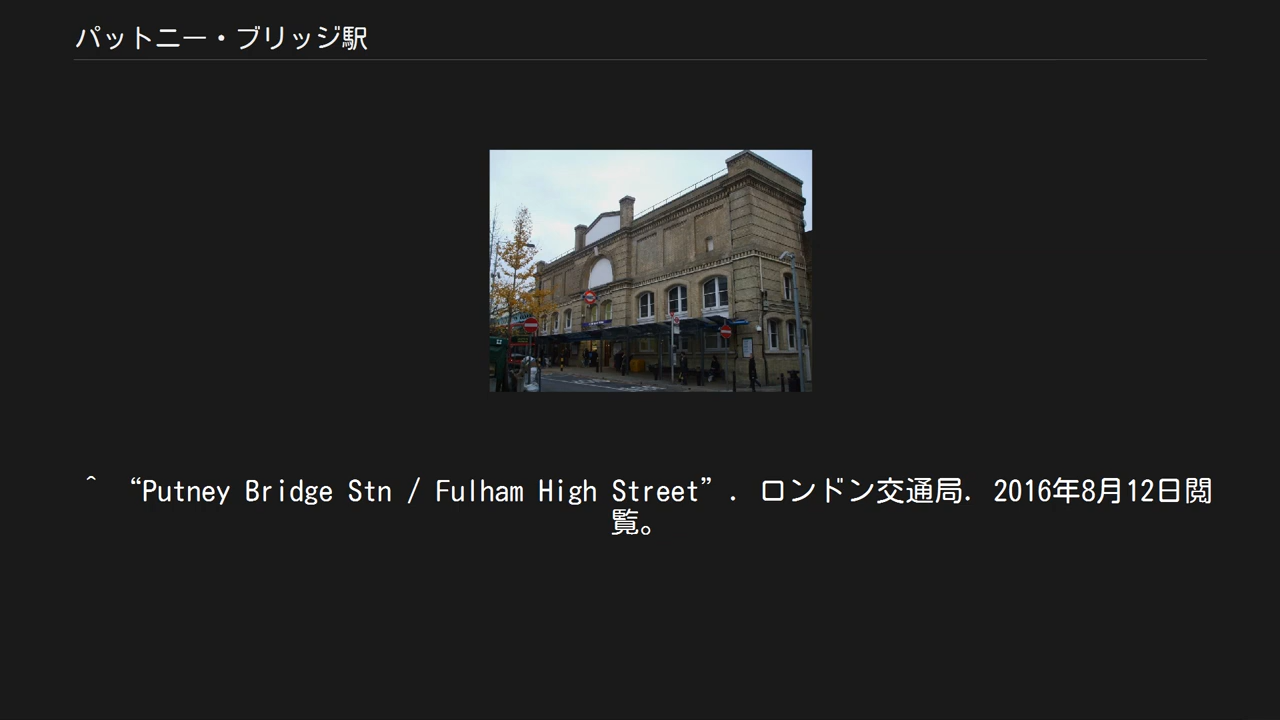 パットニー・ブリッジ駅
^ “Putney Bridge Stn / Fulham High Street”. ロンドン交通局. 2016年8月12日閲
覧。